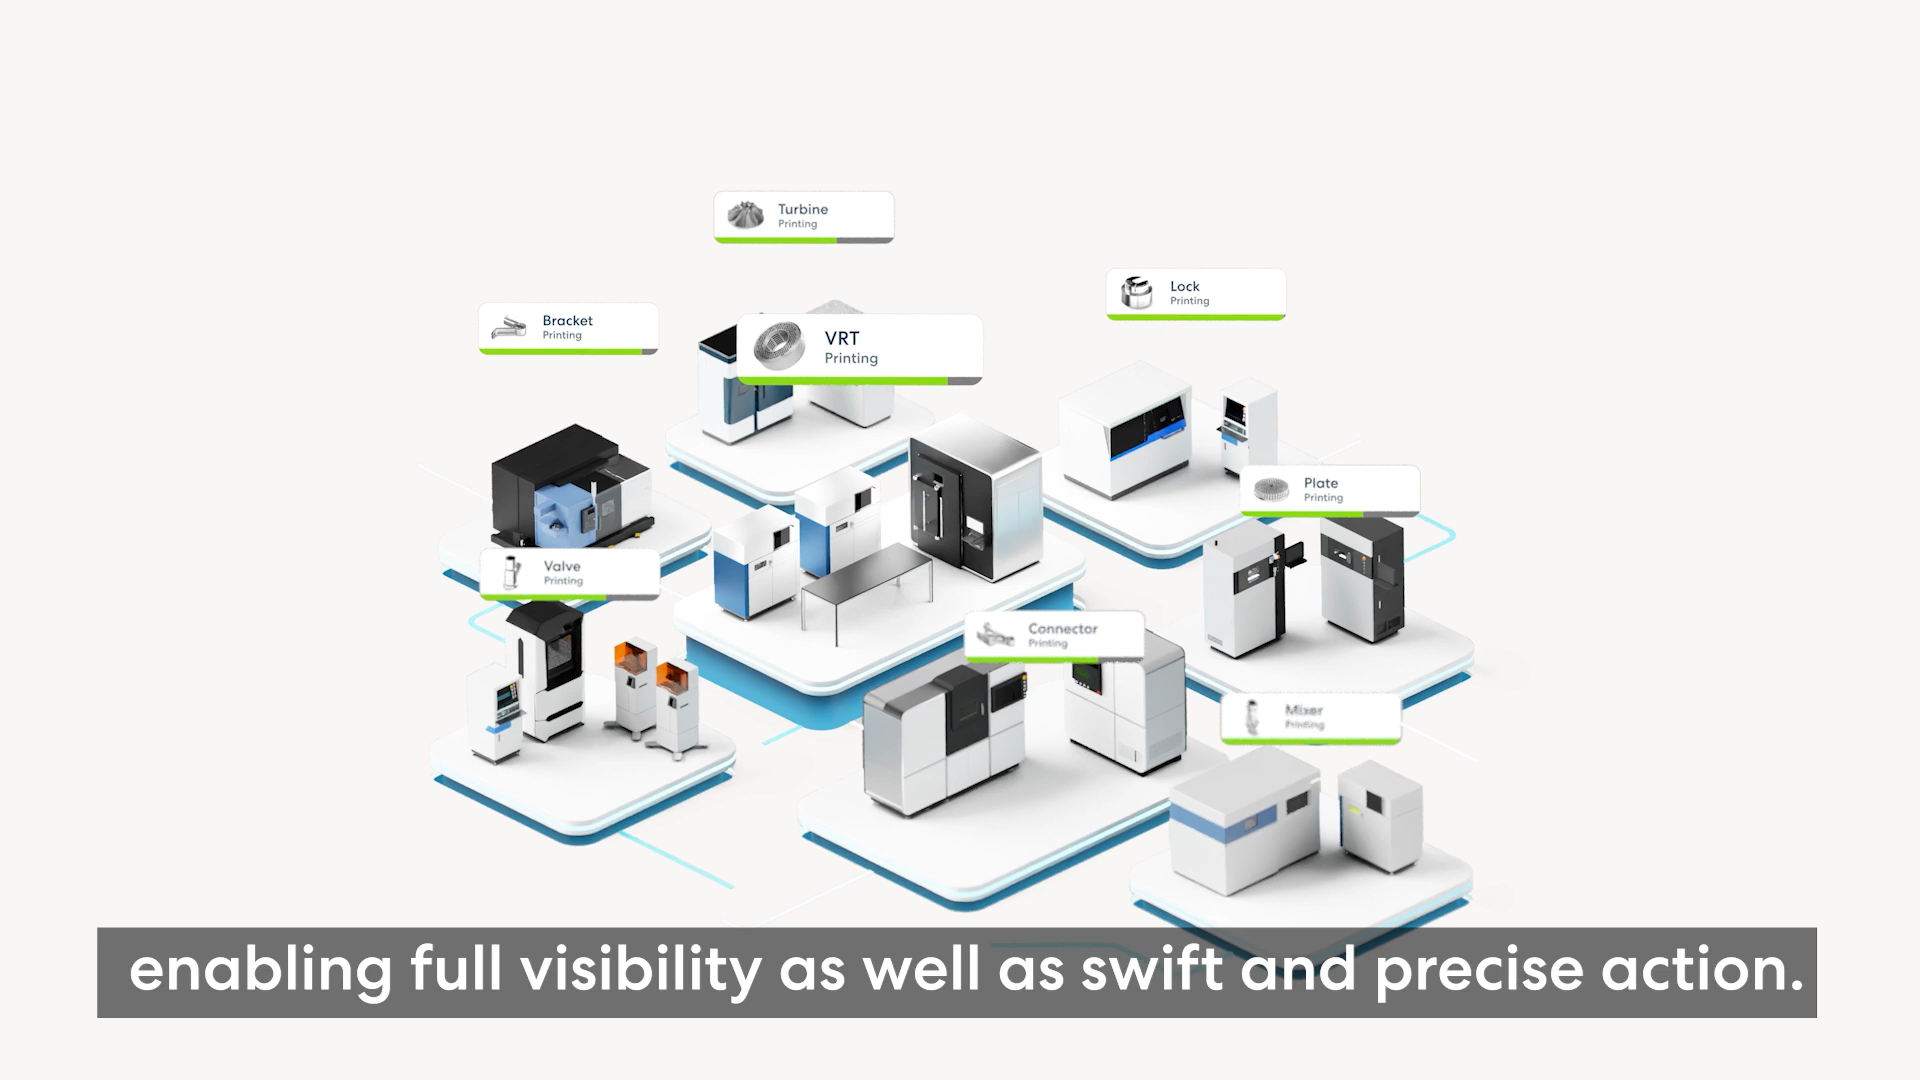 Turbine
Printing
Lock
Printing
Bracket
Printing
VRT
Printing
Plate
Printing
Valve
Printing
Connector
Printing
Mixer
Printing
enabling full visibility as well as swift and precise action.